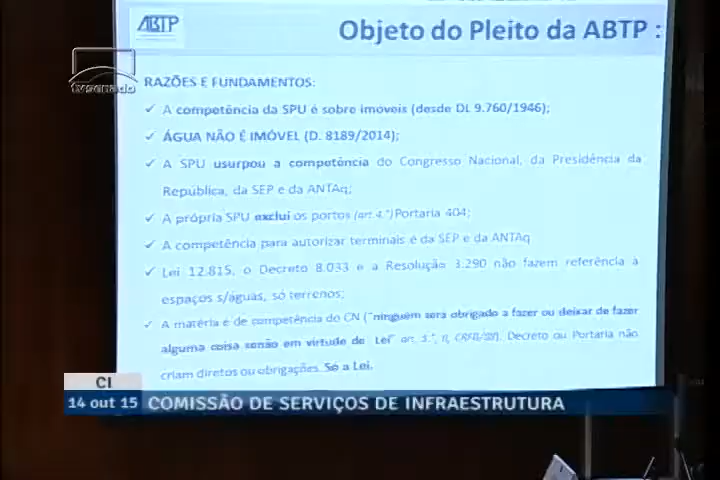 ABTP
Objeto do Pleito da ABTP :
tv senado
RAZÕES E FUNDAMENTOS:
✓ A competência da SPU é sobre imóveis (desde DL 9.760/1946);
✓ ÁGUA NÃO É IMÓVEL (D. 8189/2014);
✓ A SPU usurpou a competência do Congresso Nacional, da Presidência da
República, da SEP e da ANTAq;
✓ A própria SPU exclui os portos (art. 4.º) Portaria 404;
✓ A competência para autorizar terminais é da SEP e da ANTAq
✓ Lei 12.815, o Decreto 8.033 e a Resolução 3.290 não fazem referência à
espaços s/águas, só terrenos;
✓ A matéria é de competência do CN ("ninguém será obrigado a fazer ou deixar de fazer
alguma coisa senão em virtude de Lei" art. 5.º, II, CRFB/88). Decreto ou Portaria não
criam diretos ou obrigações. Só a Lei.
CI
14 out 15 COMISSÃO DE SERVIÇOS DE INFRAESTRUTURA